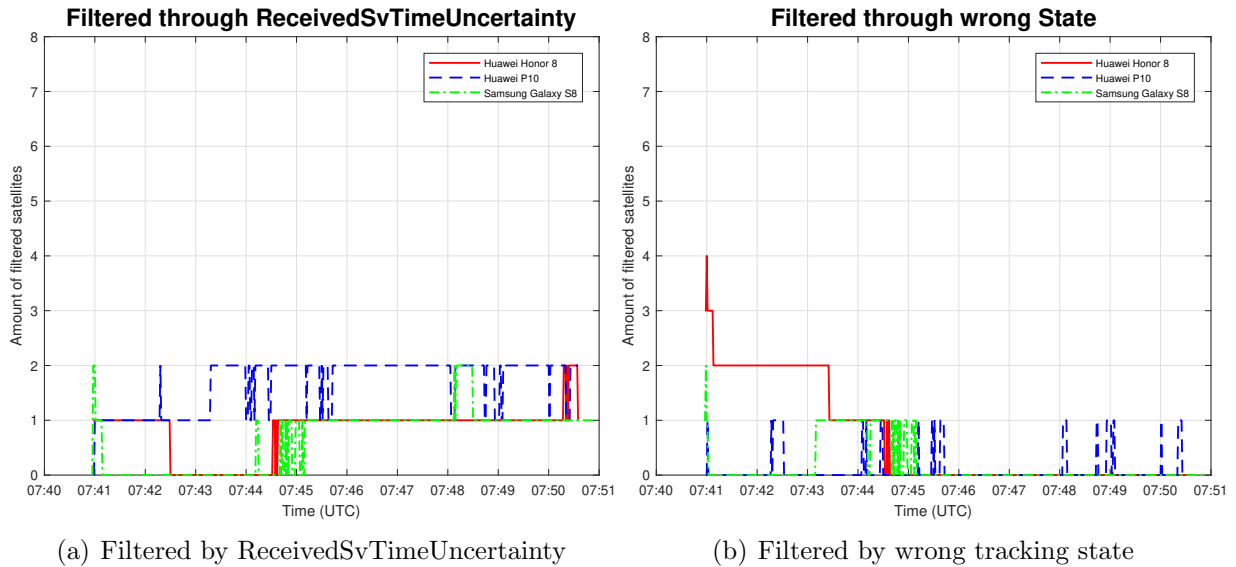 Filtered through ReceivedSvTimeUncertainty
Amount of filtered satellites
8
7
6
5
4
3
2
1
0
Huawei Honor 8
Huawei P10
Samsung Galaxy S8
07:40 07:41 07:42 07:43 07:44 07:45 07:46 07:47 07:48 07:49 07:50 07:51
Time (UTC)
(a) Filtered by ReceivedSvTimeUncertainty
Filtered through wrong State
Amount of filtered satellites
8
7
6
5
4
3
2
1
0
Huawei Honor 8
Huawei P10
Samsung Galaxy S8
07:40 07:41 07:42 07:43 07:44 07:45 07:46 07:47 07:48 07:49 07:50 07:51
Time (UTC)
(b) Filtered by wrong tracking state